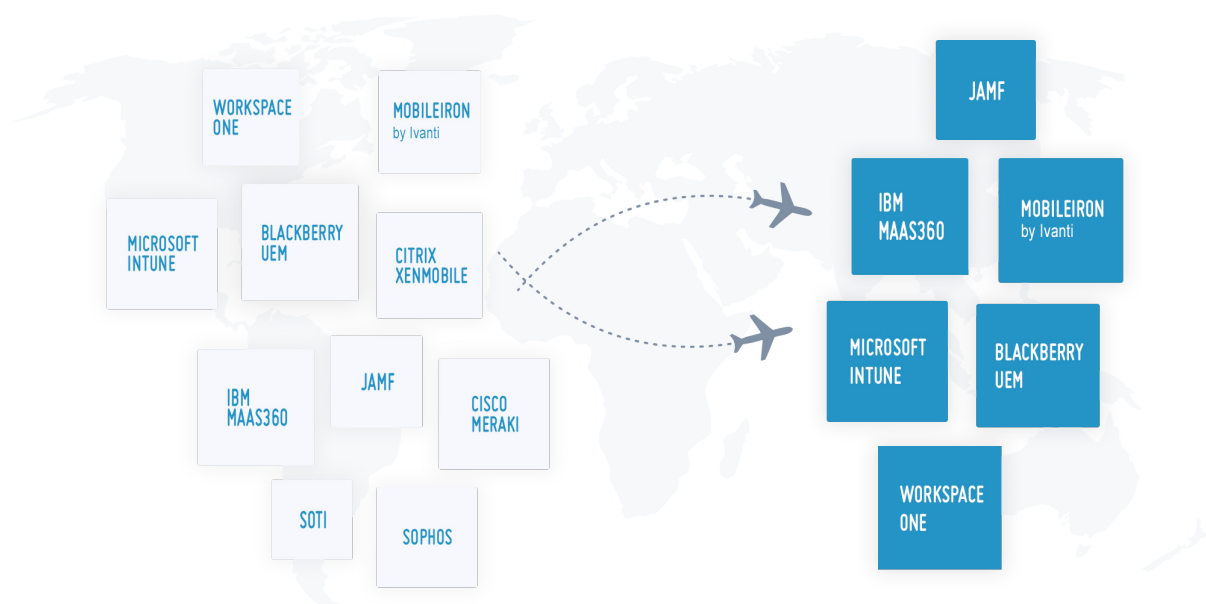 WORKSPACE
ONE
MOBILEIRON
by Ivanti
MICROSOFT
INTUNE
BLACKBERRY
UEM
CITRIX
XENMOBILE
IBM
MAAS360
JAMF
CISCO
MERAKI
SOTI
SOPHOS
JAMF
IBM
MAAS360
MOBILEIRON
by Ivanti
MICROSOFT
INTUNE
BLACKBERRY
UEM
WORKSPACE
ONE